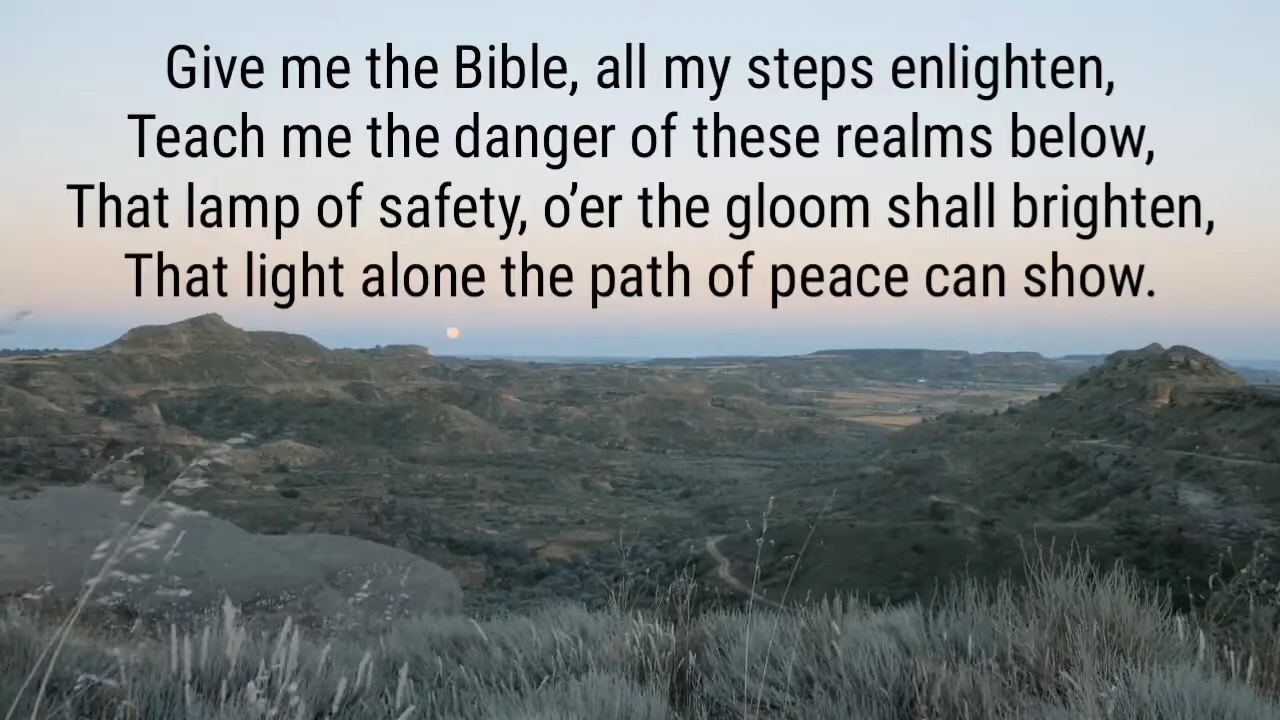 Give me the Bible, all my steps enlighten,
Teach me the danger of these realms below,
That lamp of safety, o’er the gloom shall brighten,
That light alone the path of peace can show.